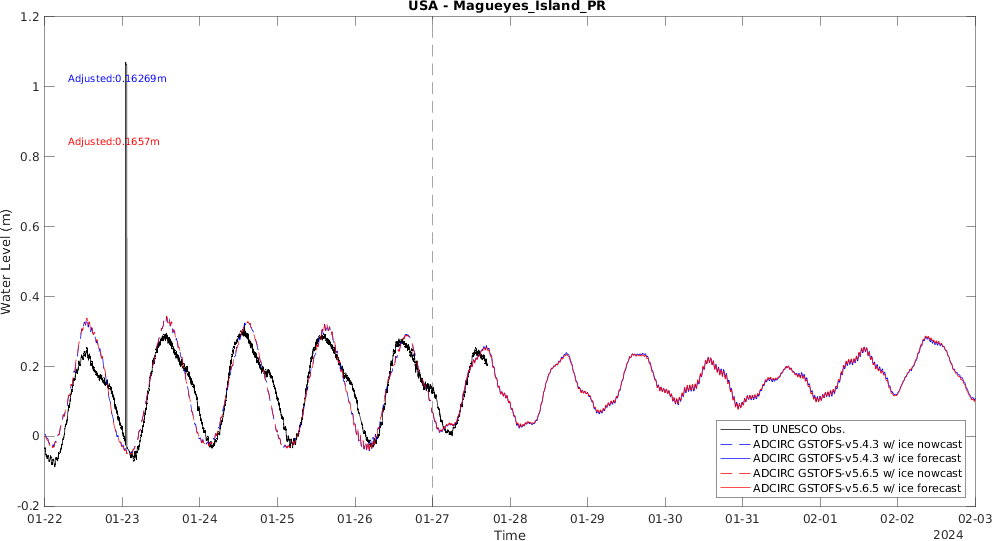 USA - Magueyes_Island_PR
1.2
1
0.8
0.6
0.4
0.2
0
-0.2
Water Level (m)
Adjusted:0.16269m
Adjusted:0.1657m
TD UNESCO Obs.
ADCIRC GSTOFS-v5.4.3 w/ ice nowcast
ADCIRC GSTOFS-v5.4.3 w/ ice forecast
ADCIRC GSTOFS-v5.6.5 w/ ice nowcast
ADCIRC GSTOFS-v5.6.5 w/ ice forecast
01-22 01-23 01-24 01-25 01-26 01-27 01-28 01-29 01-30 01-31 02-01 02-02 02-03
Time
2024